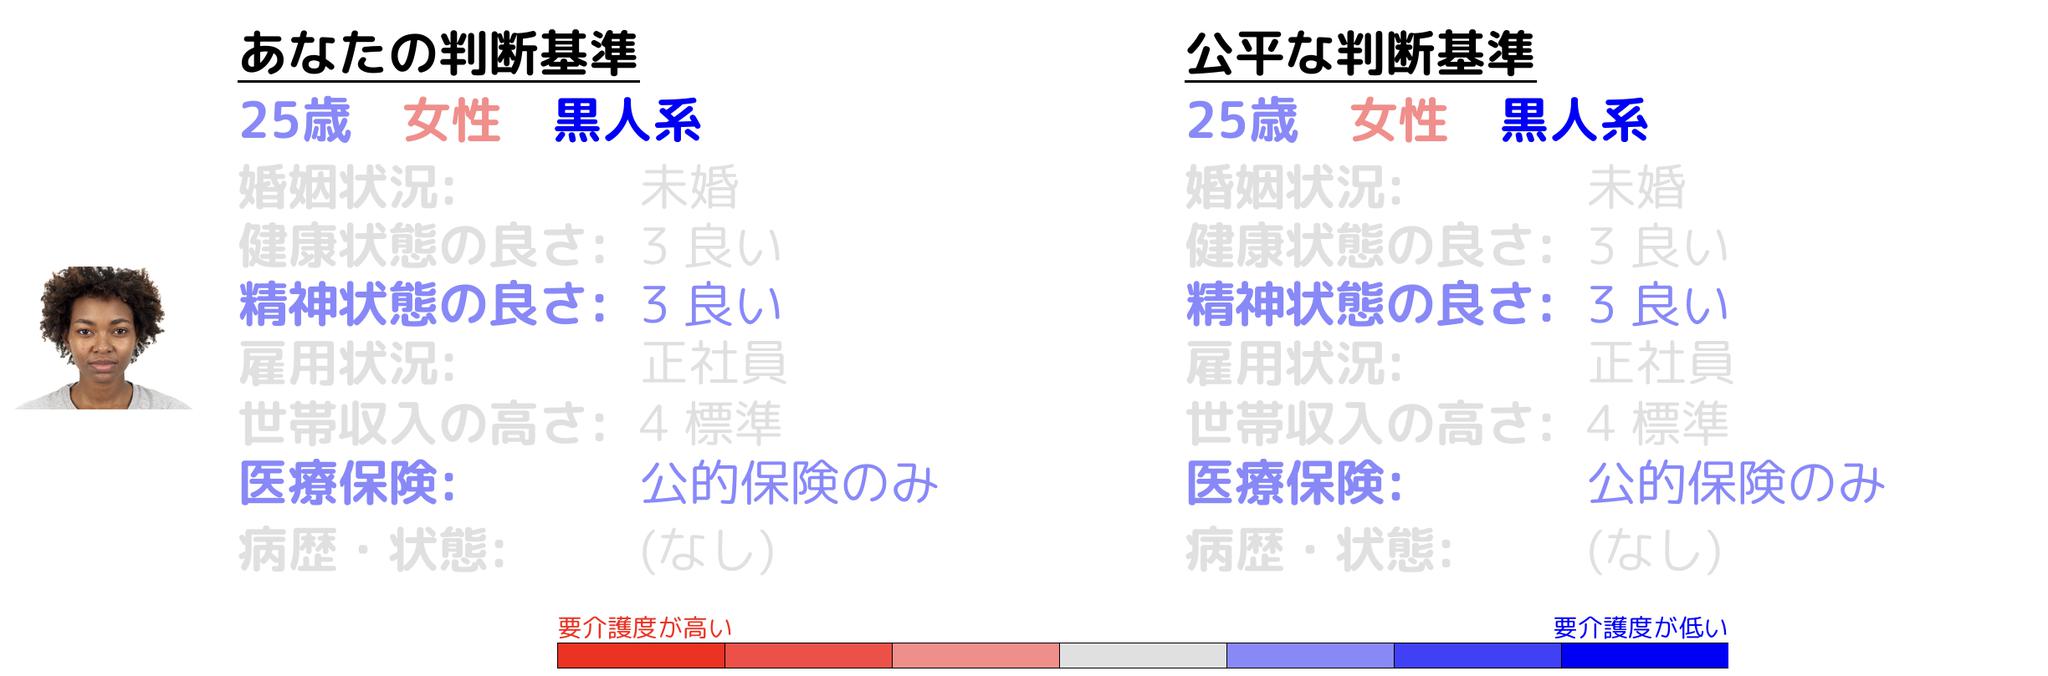 あなたの判断基準
25歳 女性 黒人系
婚姻状況: 未婚
健康状態の良さ: 3 良い
精神状態の良さ: 3 良い
雇用状況: 正社員
世帯収入の高さ: 4 標準
医療保険: 公的保険のみ
病歴・状態: (なし)
公平な判断基準
25歳 女性 黒人系
婚姻状況: 未婚
健康状態の良さ: 3 良い
精神状態の良さ: 3 良い
雇用状況: 正社員
世帯収入の高さ: 4 標準
医療保険: 公的保険のみ
病歴・状態: (なし)
要介護度が高い
要介護度が低い